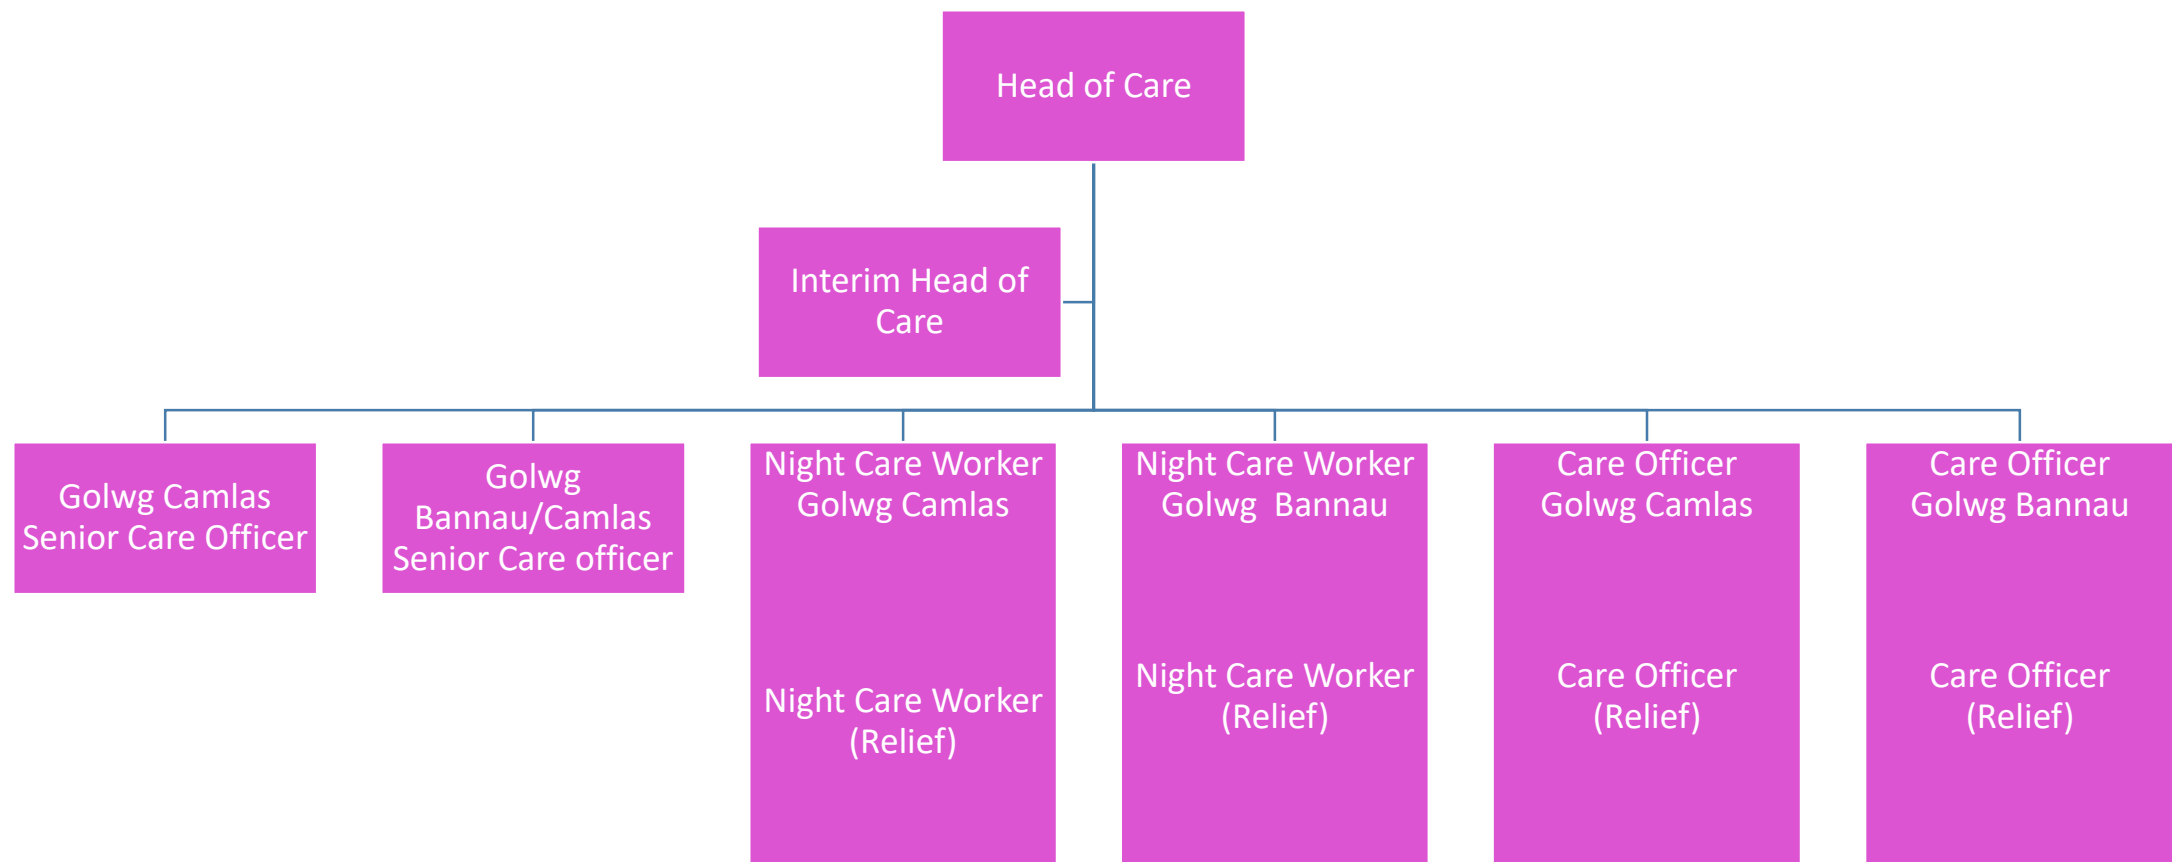 Head of Care
Interim Head of
Care
Golwg Camlas
Senior Care Officer
Golwg
Bannau/Camlas
Senior Care officer
Night Care Worker
Golwg Camlas
Night Care Worker
(Relief)
Night Care Worker
Golwg  Bannau
Night Care Worker
(Relief)
Care Officer
Golwg Camlas
Care Officer
(Relief)
Care Officer
Golwg Bannau
Care Officer
(Relief)